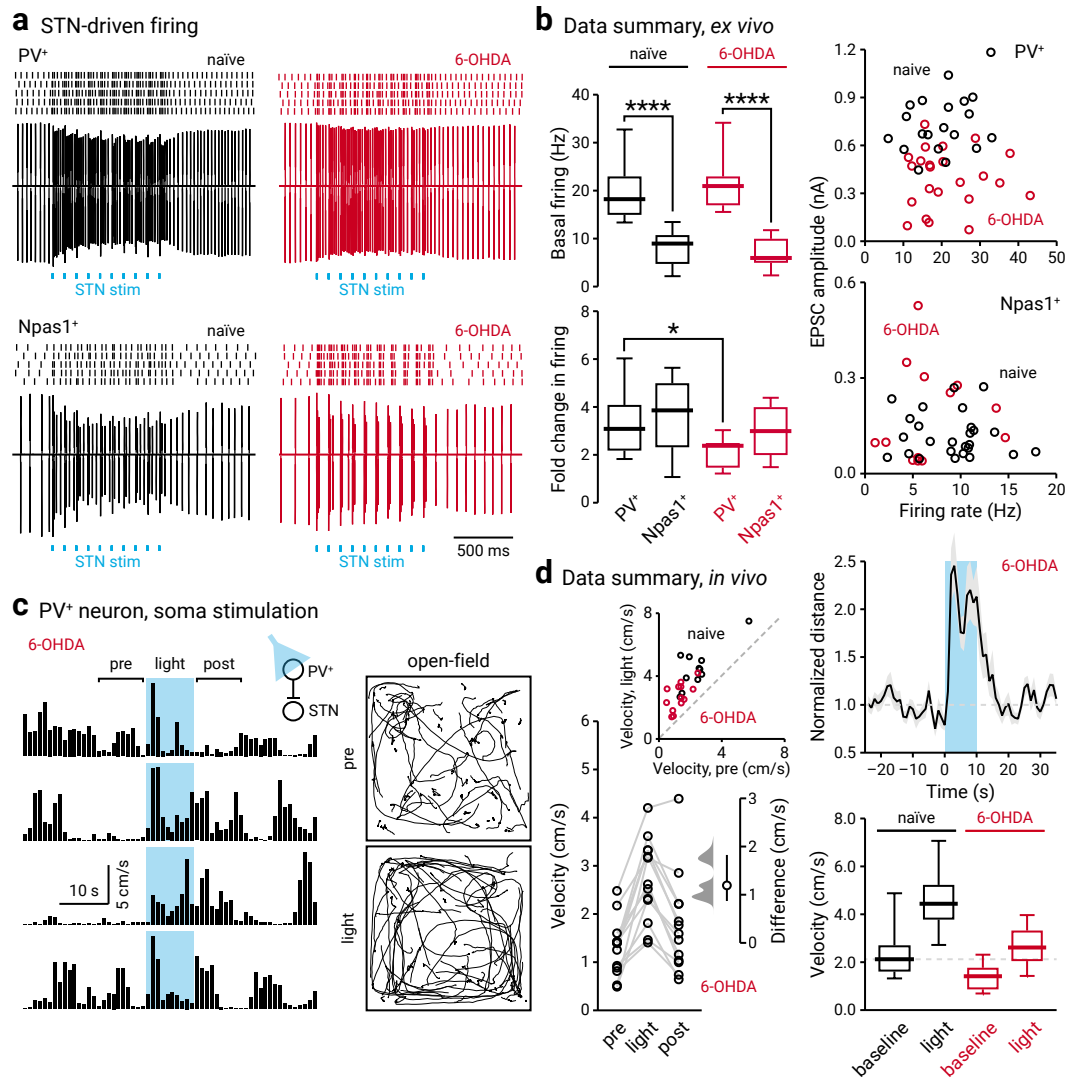 a STN-driven firing
PV⁺
naïve
6-OHDA
STN stim
STN stim
Npas1⁺
naïve
6-OHDA
STN stim
STN stim
500 ms
b Data summary, ex vivo
naïve
6-OHDA
****
****
Basal firing (Hz)
40
30
20
10
0
*
Fold change in firing
8
6
4
2
0
PV⁺
Npas1⁺
PV⁺
Npas1⁺
EPSC amplitude (nA)
1.2
0.9
0.6
0.3
0.0
naive
PV⁺
6-OHDA
0 10 20 30 40 50
0.6
0.3
0.0
Npas1⁺
6-OHDA
naive
0 5 10 15 20
Firing rate (Hz)
c PV⁺ neuron, soma stimulation
6-OHDA
pre
light
post
PV⁺
STN
10 s
5 cm/s
open-field
pre
light
d Data summary, in vivo
Velocity, light (cm/s)
8
4
0
naive
6-OHDA
0 4 8
Velocity, pre (cm/s)
Velocity (cm/s)
6
5
4
3
2
1
0
pre
light
post
3
2
1
0
Difference (cm/s)
6-OHDA
Normalized distance
2.5
2.0
1.5
1.0
0.5
6-OHDA
−20 −10 0 10 20 30
Time (s)
Velocity (cm/s)
8.0
6.0
4.0
2.0
0.0
naïve
6-OHDA
baseline
light
baseline
light